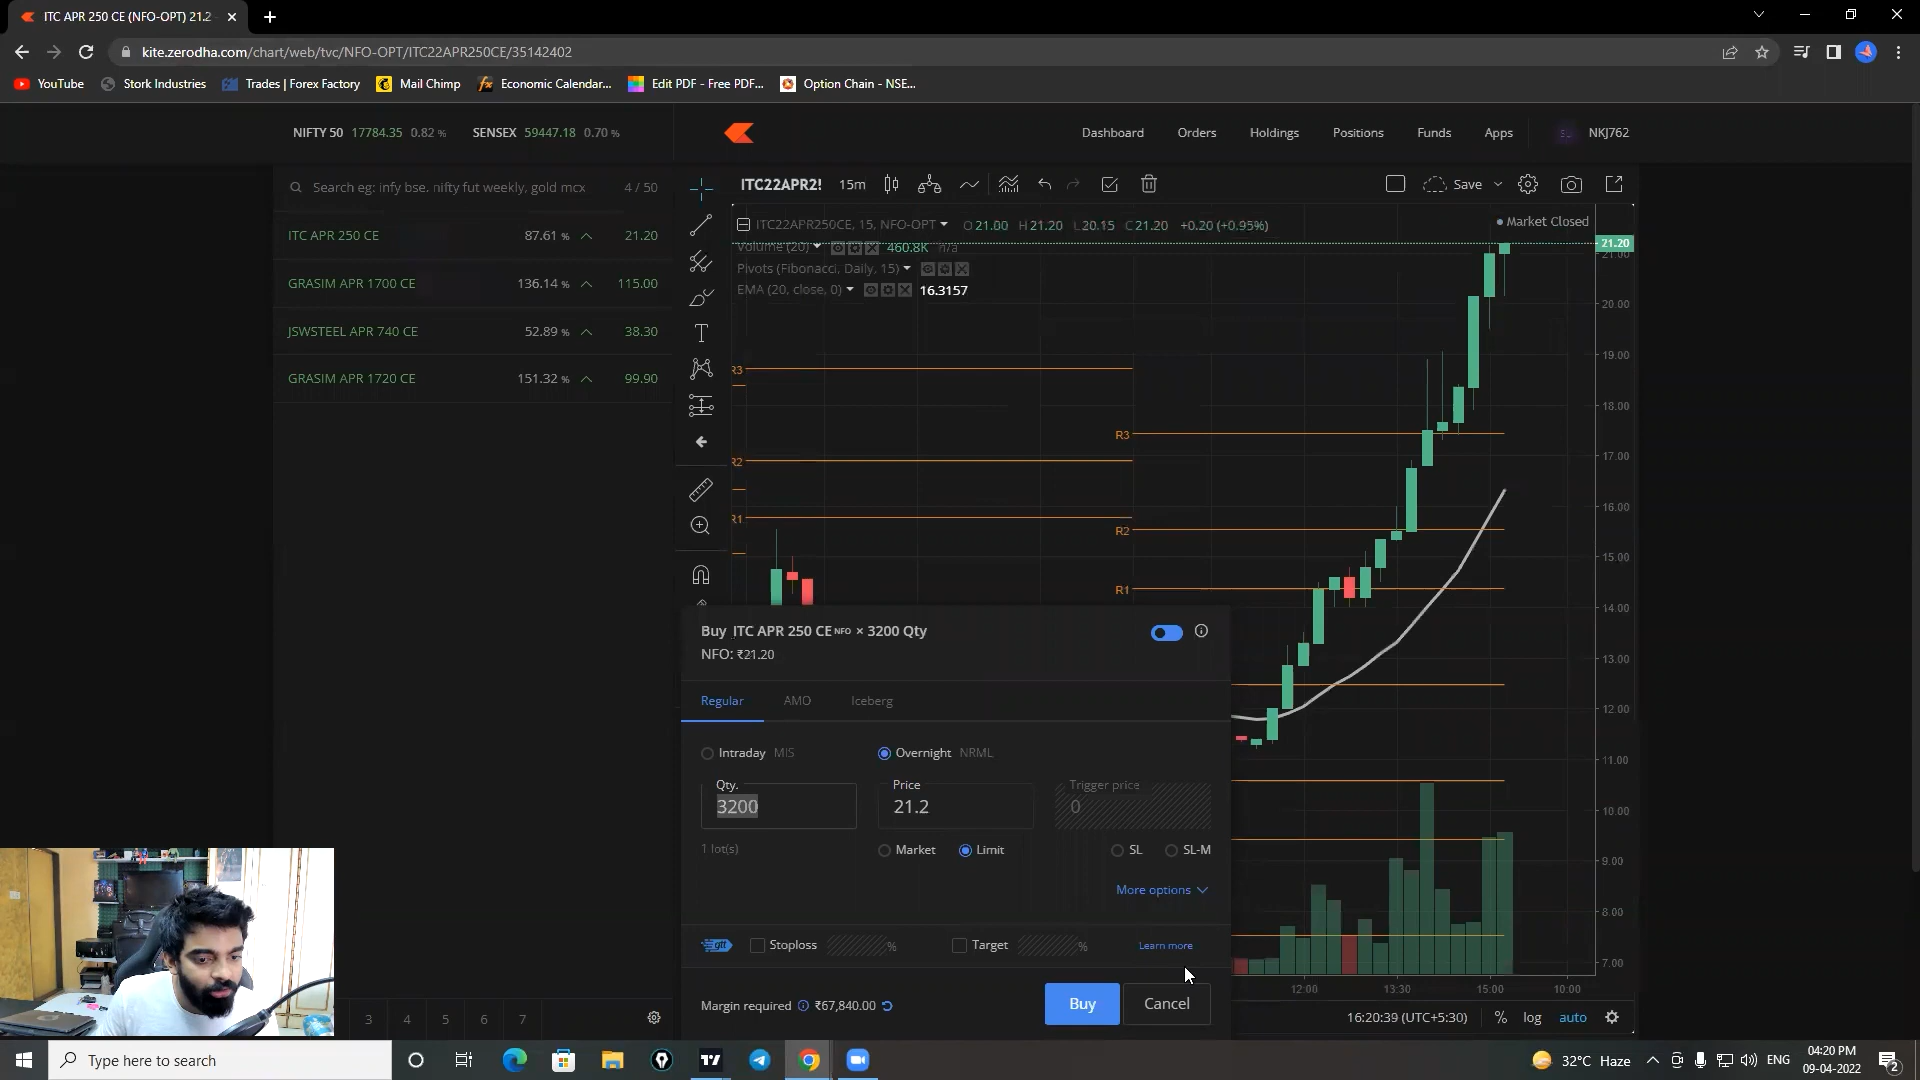 ITC APR 250 CE (NFO-OPT) 21.2
kite.zerodha.com/chart/web/tvc/NFO-OPT/ITC22APR250CE/35142402
YouTube Stork Industries Trades | Forex Factory Mail Chimp Economic Calendar... Edit PDF - Free PDF... Option Chain - NSE...
NIFTY 50 17784.35 0.82 % SENSEX 59447.18 0.70 %
Dashboard Orders Holdings Positions Funds Apps NKJ762
Search eg: infy bse, nifty fut weekly, gold mcx 4 / 50
ITC APR 250 CE 87.61 % 21.20
GRASIM APR 1700 CE 136.14 % 115.00
JSWSTEEL APR 740 CE 52.89 % 38.30
GRASIM APR 1720 CE 151.32 % 99.90
3 4 5 6 7
ITC22APR2! 15m Save
ITC22APR250CE, 15, NFO-OPT O21.00 H21.20 L20.15 C21.20 +0.20 (+0.95%)
Market Closed
Volume (20) 460.8K n/a
Pivots (Fibonacci, Daily, 15)
EMA (20, close, 0) 16.3157
21.20
21.00
20.00
19.00
18.00
17.00
16.00
15.00
14.00
13.00
12.00
11.00
10.00
9.00
8.00
7.00
R3
R2
R1
R3
R2
R1
12:00 13:30 15:00 10:00
16:20:39 (UTC+5:30) % log auto
Buy ITC APR 250 CE NFO × 3200 Qty
NFO: ₹21.20
Regular AMO Iceberg
Intraday MIS Overnight NRML
Qty. Price Trigger price
3200 21.2 0
1 lot(s) Market Limit SL SL-M
More options
gtt Stoploss % Target % Learn more
Margin required ₹67,840.00 Buy Cancel
Type here to search
32°C Haze ENG
04:20 PM
09-04-2022
2